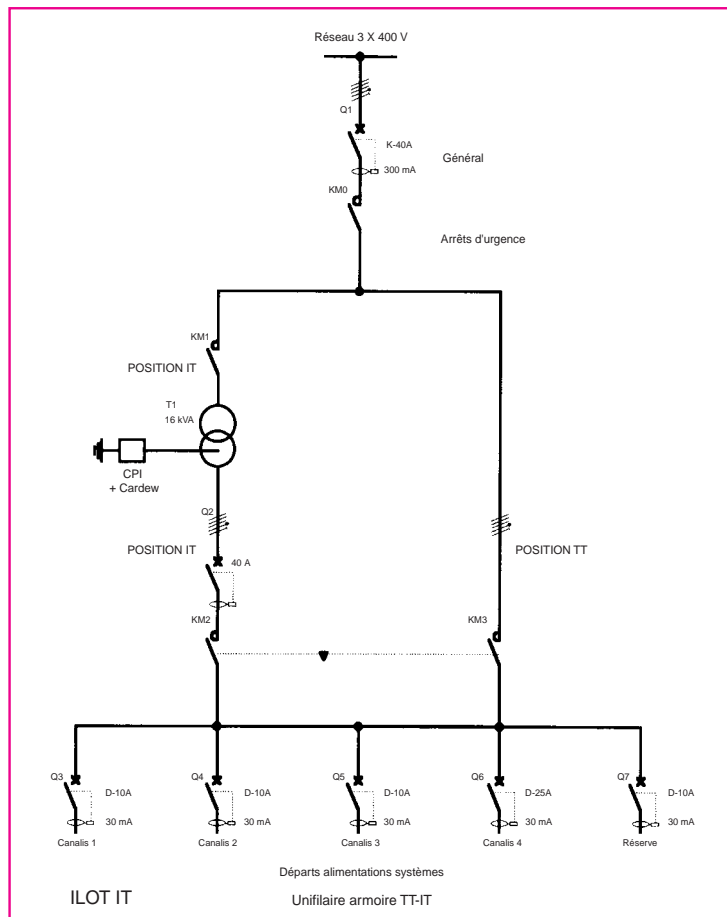 Réseau 3 X 400 V
Q1
K-40A
Général
300 mA
KM0
Arrêts d'urgence
KM1
POSITION IT
T1
16 kVA
CPI
+ Cardew
Q2
POSITION IT
POSITION TT
40 A
KM2
KM3
Q3
D-10A
30 mA
Canalis 1
Q4
D-10A
30 mA
Canalis 2
Q5
D-10A
30 mA
Canalis 3
Q6
D-25A
30 mA
Canalis 4
Q7
D-10A
30 mA
Réserve
Départs alimentations systèmes
ILOT IT
Unifilaire armoire TT-IT